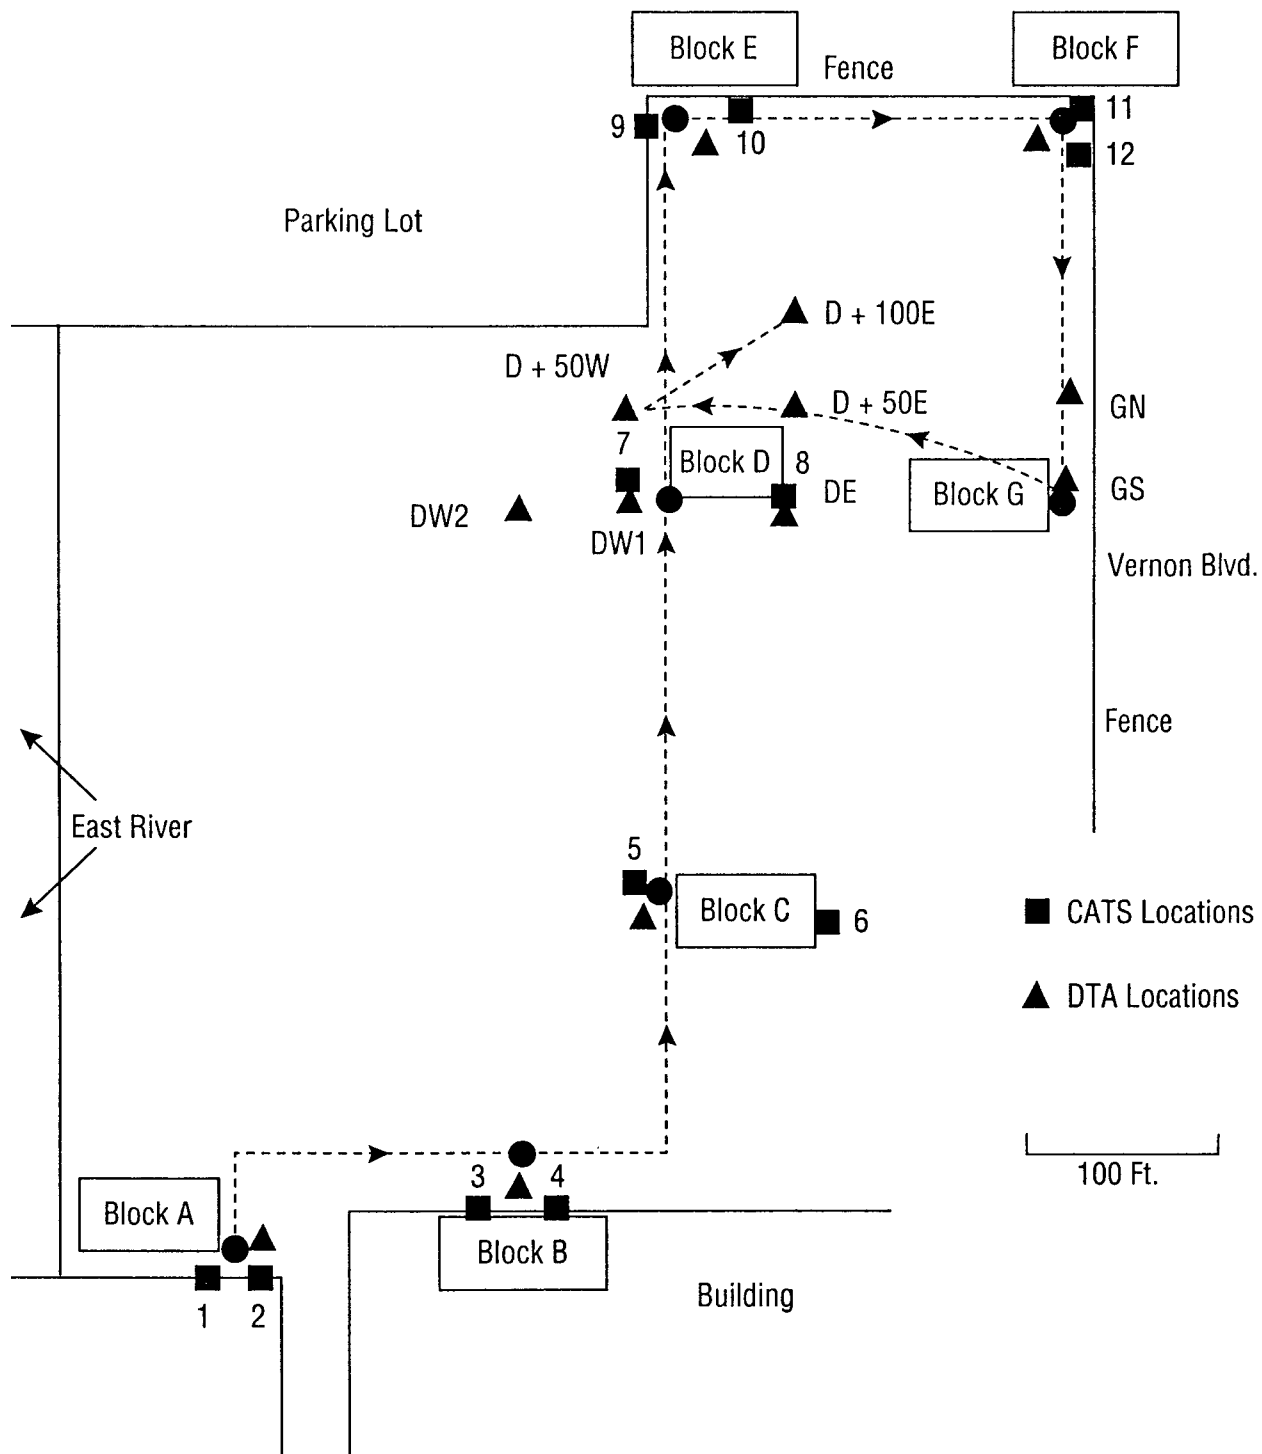 Block E
Block F
Fence
11
9
10
12
Parking Lot
D + 100E
D + 50W
D + 50E
GN
7
Block D
8
DE
Block G
GS
DW2
DW1
Vernon Blvd.
Fence
East River
5
Block C
6
CATS Locations
DTA Locations
100 Ft.
3
4
Block A
Block B
Building
1
2